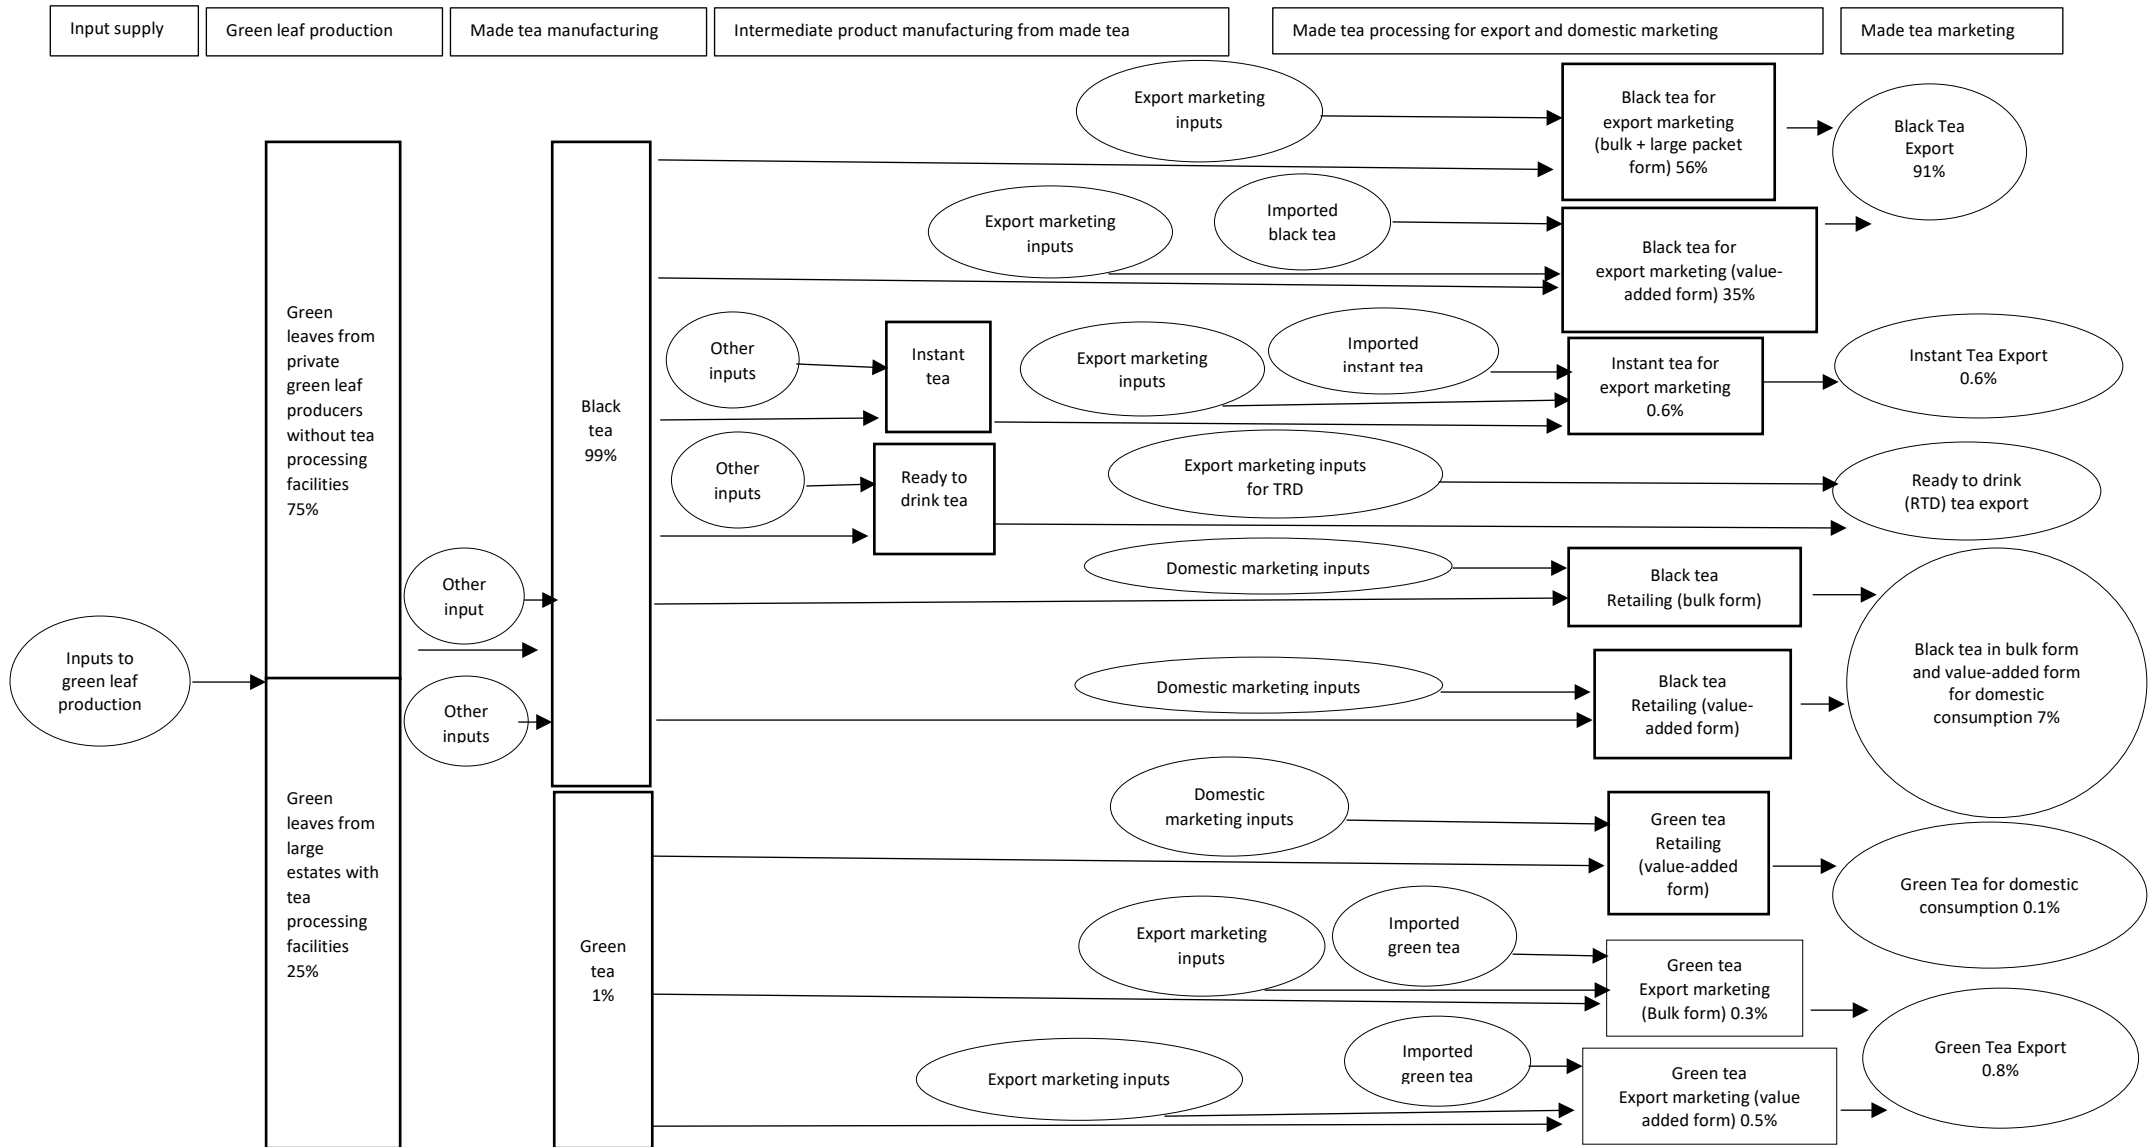 Input supply
Green leaf production
Made tea manufacturing
Intermediate product manufacturing from made tea
Made tea processing for export and domestic marketing
Made tea marketing
Inputs to
green leaf
production
Green
leaves from
private
green leaf
producers
without tea
processing
facilities
75%
Green
leaves from
large
estates with
tea
processing
facilities
25%
Other
input
Other
inputs
Black
tea
99%
Green
tea
1%
Export marketing
inputs
Black tea for
export marketing
(bulk + large packet
form) 56%
Black Tea
Export
91%
Export marketing
inputs
Imported
black tea
Black tea for
export marketing (value-
added form) 35%
Other
inputs
Instant
tea
Export marketing
inputs
Imported
instant tea
Instant tea for
export marketing
0.6%
Instant Tea Export
0.6%
Other
inputs
Ready to
drink tea
Export marketing inputs
for TRD
Ready to drink
(RTD) tea export
Domestic marketing inputs
Black tea
Retailing (bulk form)
Domestic marketing inputs
Black tea
Retailing (value-
added form)
Black tea in bulk form
and value-added form
for domestic
consumption 7%
Domestic
marketing inputs
Green tea
Retailing
(value-added
form)
Green Tea for domestic
consumption 0.1%
Export marketing
inputs
Imported
green tea
Green tea
Export marketing
(Bulk form) 0.3%
Export marketing inputs
Imported
green tea
Green tea
Export marketing (value
added form) 0.5%
Green Tea Export
0.8%